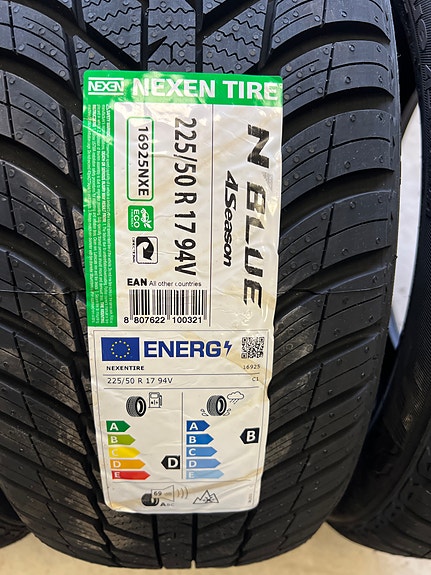 NEXEN NEXEN TIRE
N BLUE
4Season
225/50 R 17 94V
16925NXE
ECO
EAN All other countries
8 807622 100321
ENERG
NEXENTIRE
16925
225/50 R 17 94V
C1
A
B
C
D
E
D
A
B
C
D
E
B
69
ABC